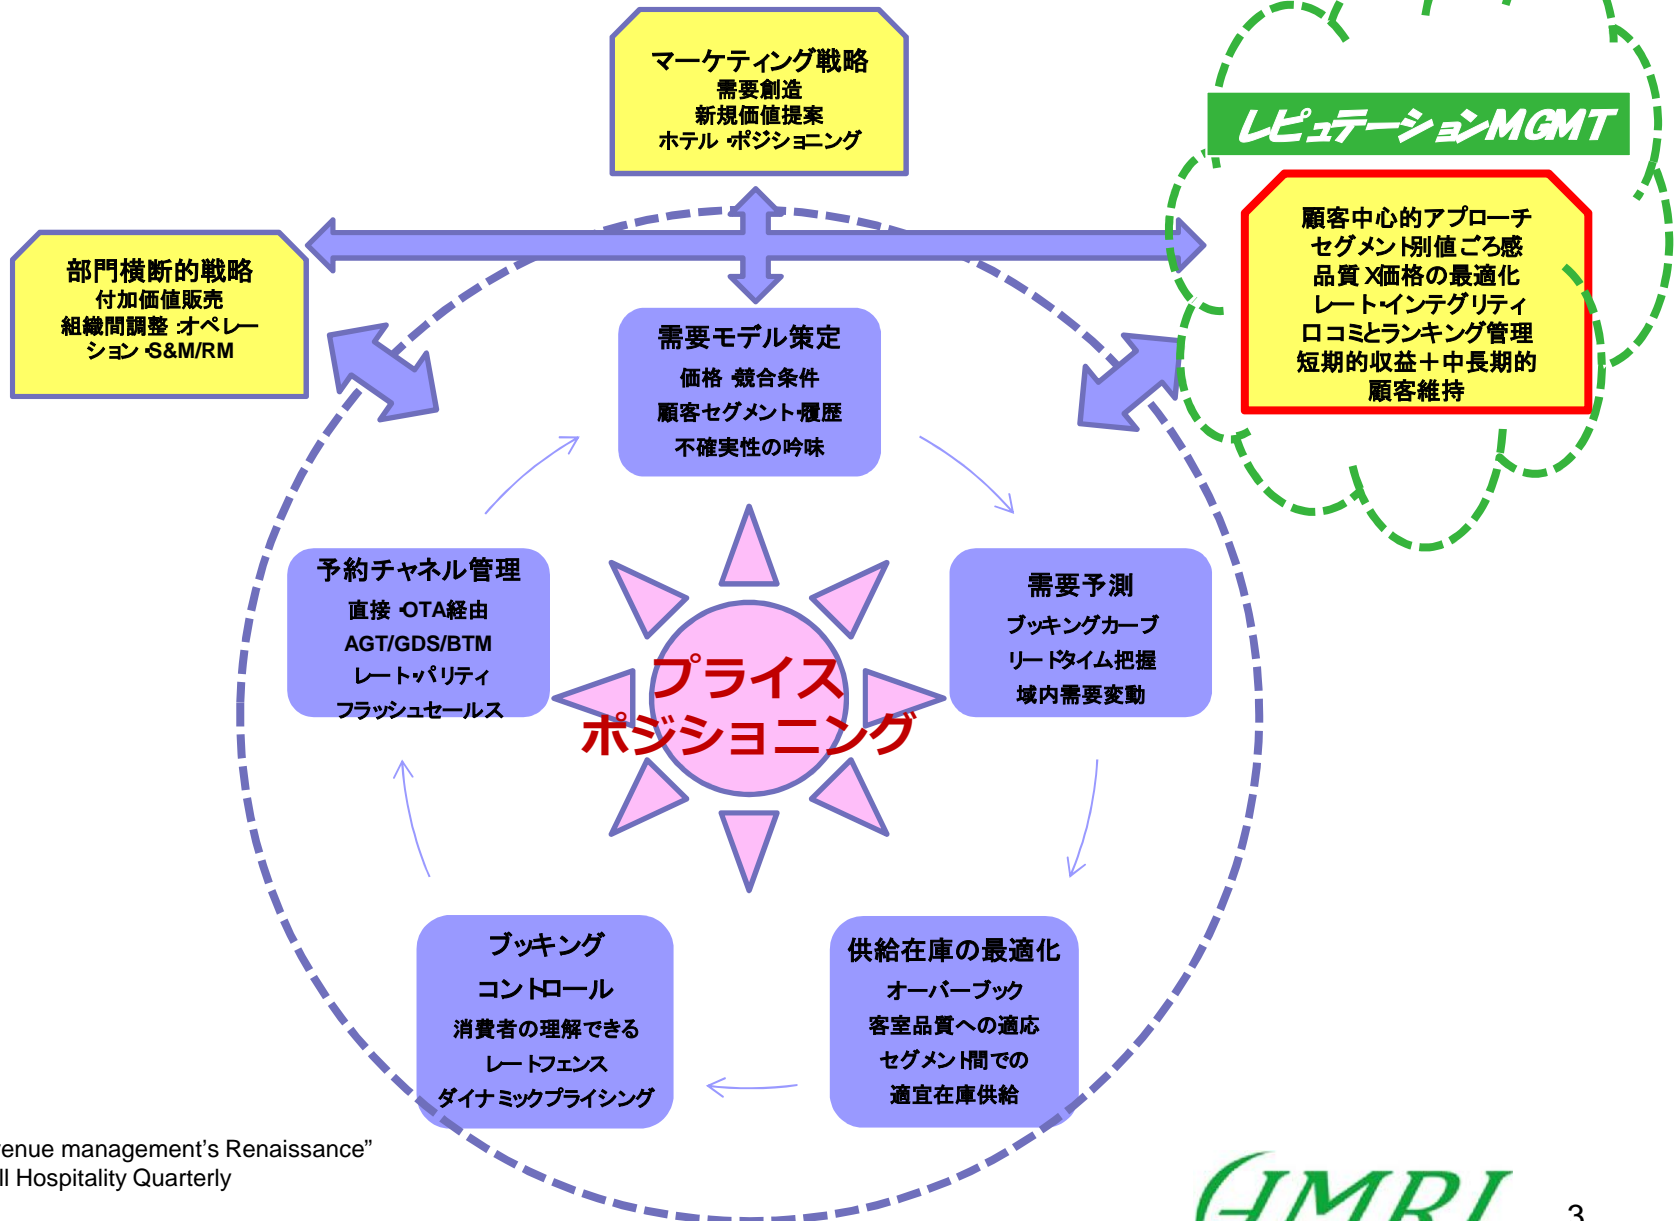 マーケティング戦略
需要創造
新規価値提案
ホテル・ポジショニング
レピュテーションMGMT
顧客中心的アプローチ
セグメント別値ごろ感
品質X価格の最適化
レート・インテグリティ
口コミとランキング管理
短期的収益＋中長期的
顧客維持
部門横断的戦略
付加価値販売
組織間調整:オペレー
ション・S&M/RM
需要モデル策定
価格・競合条件
顧客セグメント・履歴
不確実性の吟味
予約チャネル管理
直接・OTA経由
AGT/GDS/BTM
レート・パリティ
フラッシュセールス
需要予測
ブッキングカーブ
リードタイム把握
域内需要変動
プライス
ポジショニング
ブッキング
コントロール
消費者の理解できる
レートフェンス
ダイナミックプライシング
供給在庫の最適化
オーバーブック
客室品質への適応
セグメント間での
適宜在庫供給
enue management's Renaissance”
ll Hospitality Quarterly
HMRI
3